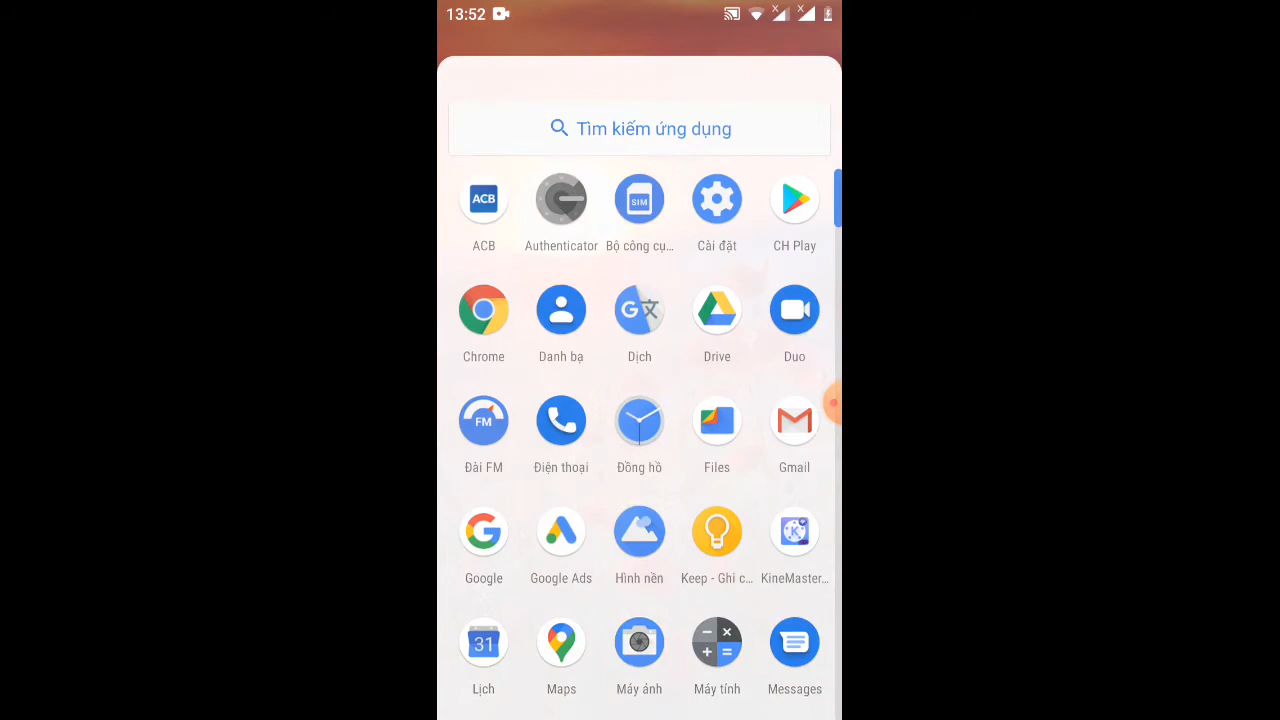 13:52
Tìm kiếm ứng dụng
ACB
SIM
ACB
Authenticator
Bộ công cụ...
Cài đặt
CH Play
G
Chrome
Danh bạ
Dịch
Drive
Duo
FM
Đài FM
Điện thoại
Đồng hồ
Files
Gmail
G
K
Google
Google Ads
Hình nền
Keep - Ghi c...
KineMaster...
31
Lịch
Maps
Máy ảnh
Máy tính
Messages